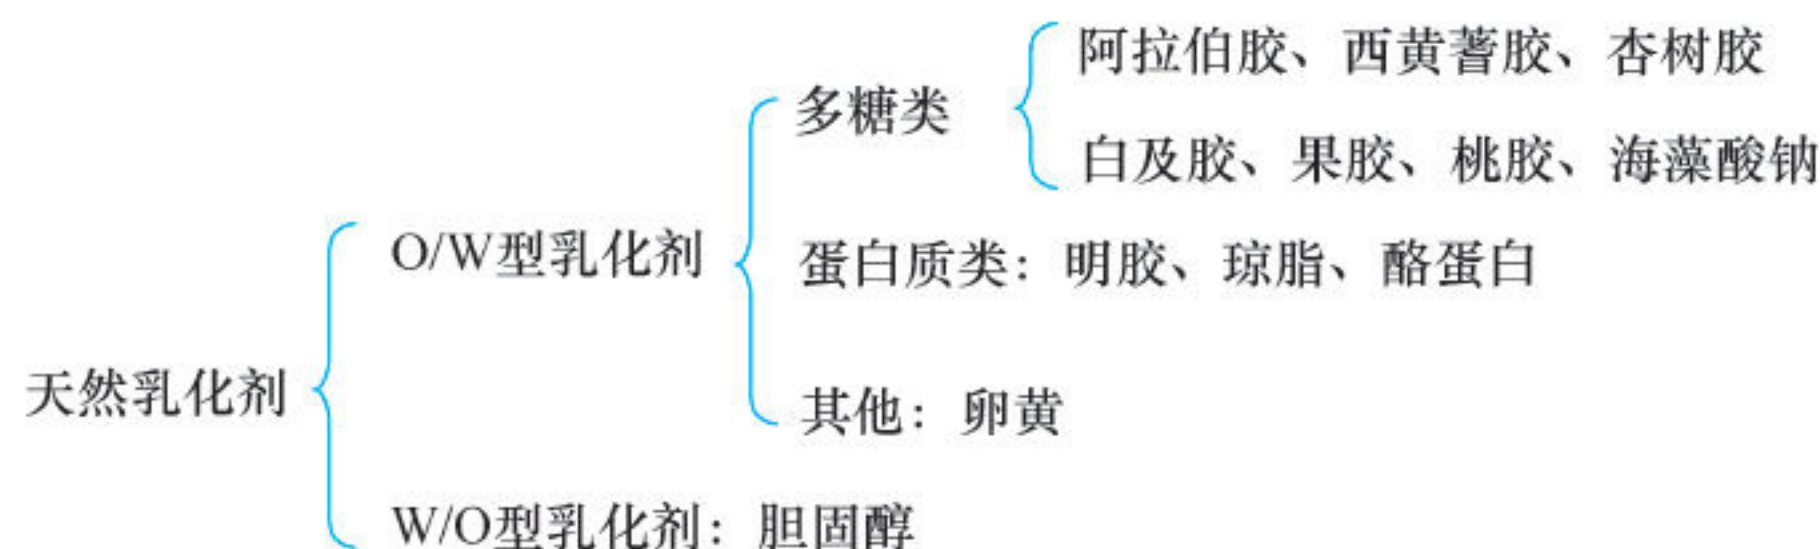 阿拉伯胶、西黄蓍胶、杏树胶
多糖类
白及胶、果胶、桃胶、海藻酸钠
O/W型乳化剂
蛋白质类：明胶、琼脂、酪蛋白
天然乳化剂
其他：卵黄
W/O型乳化剂：胆固醇